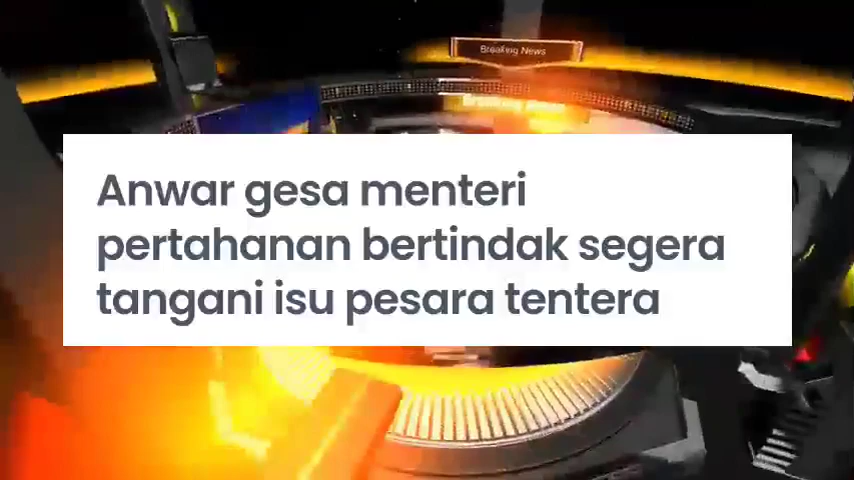 Breaking News
Anwar gesa menteri
pertahanan bertindak segera
tangani isu pesara tentera